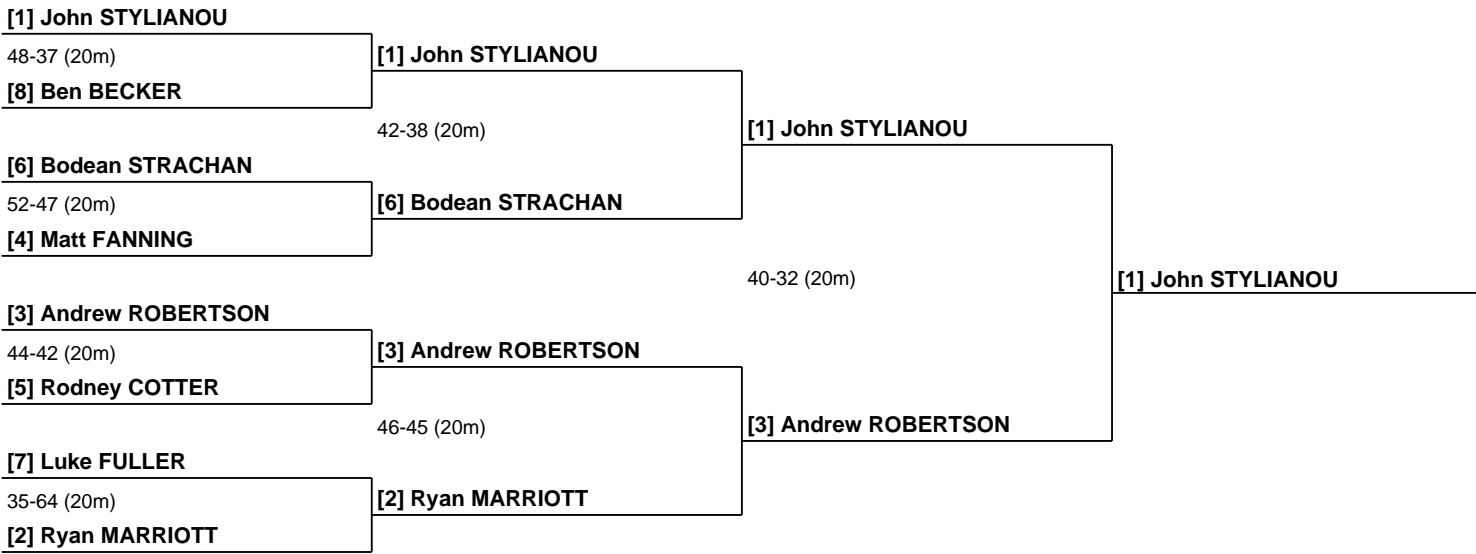 [1] John STYLIANOU
48-37 (20m)
[8] Ben BECKER
[6] Bodean STRACHAN
52-47 (20m)
[4] Matt FANNING
[3] Andrew ROBERTSON
44-42 (20m)
[5] Rodney COTTER
[7] Luke FULLER
35-64 (20m)
[2] Ryan MARRIOTT
[1] John STYLIANOU
42-38 (20m)
[6] Bodean STRACHAN
[3] Andrew ROBERTSON
46-45 (20m)
[2] Ryan MARRIOTT
[1] John STYLIANOU
40-32 (20m)
[3] Andrew ROBERTSON
[1] John STYLIANOU